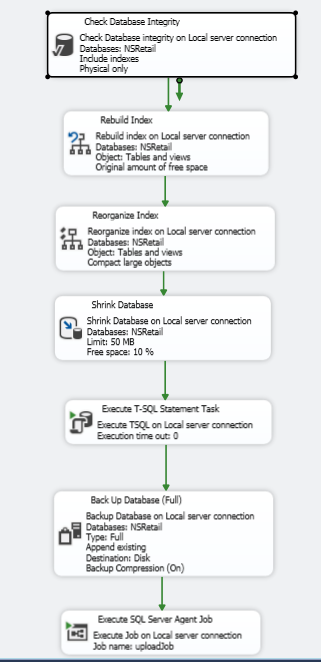 Check Database Integrity
Check Database integrity on Local server connection
Databases: NSRetail
Include indexes
Physical only
Rebuild Index
Rebuild index on Local server connection
Databases: NSRetail
Object: Tables and views
Original amount of free space
Reorganize Index
Reorganize index on Local server connection
Databases: NSRetail
Object: Tables and views
Compact large objects
Shrink Database
Shrink Database on Local server connection
Databases: NSRetail
Limit: 50 MB
Free space: 10 %
Execute T-SQL Statement Task
Execute TSQL on Local server connection
Execution time out: 0
Back Up Database (Full)
Backup Database on Local server connection
Databases: NSRetail
Type: Full
Append existing
Destination: Disk
Backup Compression (On)
Execute SQL Server Agent Job
Execute Job on Local server connection
Job name: uploadJob